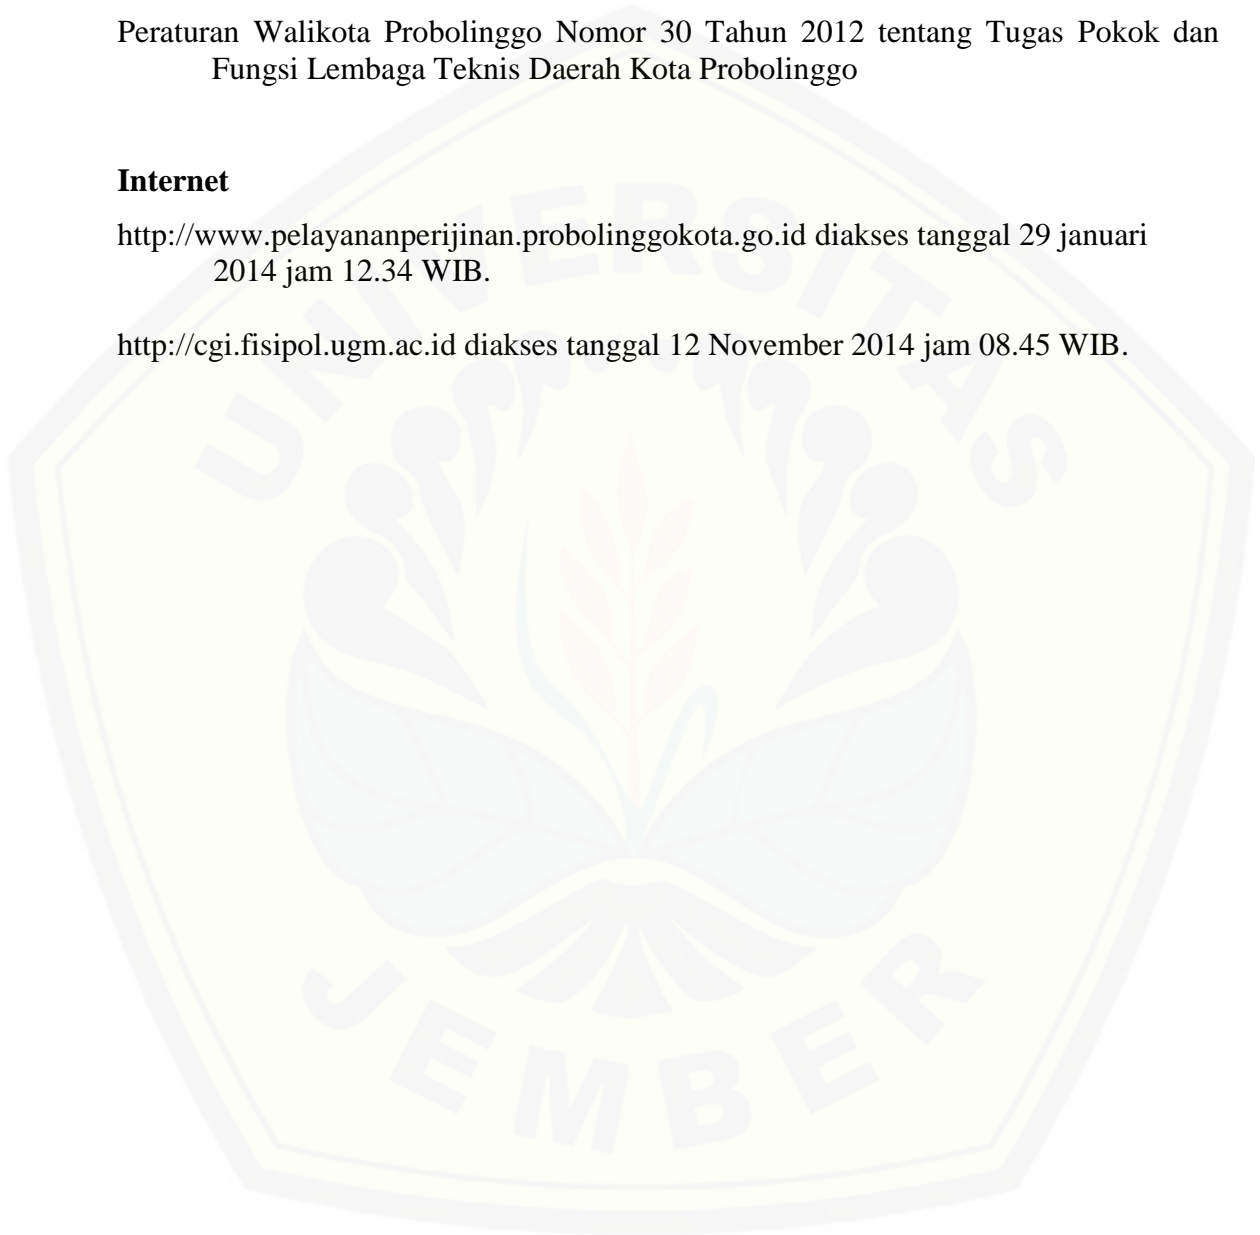 Peraturan Walikota Probolinggo Nomor 30 Tahun 2012 tentang Tugas Pokok dan
Fungsi Lembaga Teknis Daerah Kota Probolinggo
Internet
http://www.pelayananperijinan.probolinggokota.go.id diakses tanggal 29 januari
2014 jam 12.34 WIB.
http://cgi.fisipol.ugm.ac.id diakses tanggal 12 November 2014 jam 08.45 WIB.
UNIVERSITAS
JEMBER